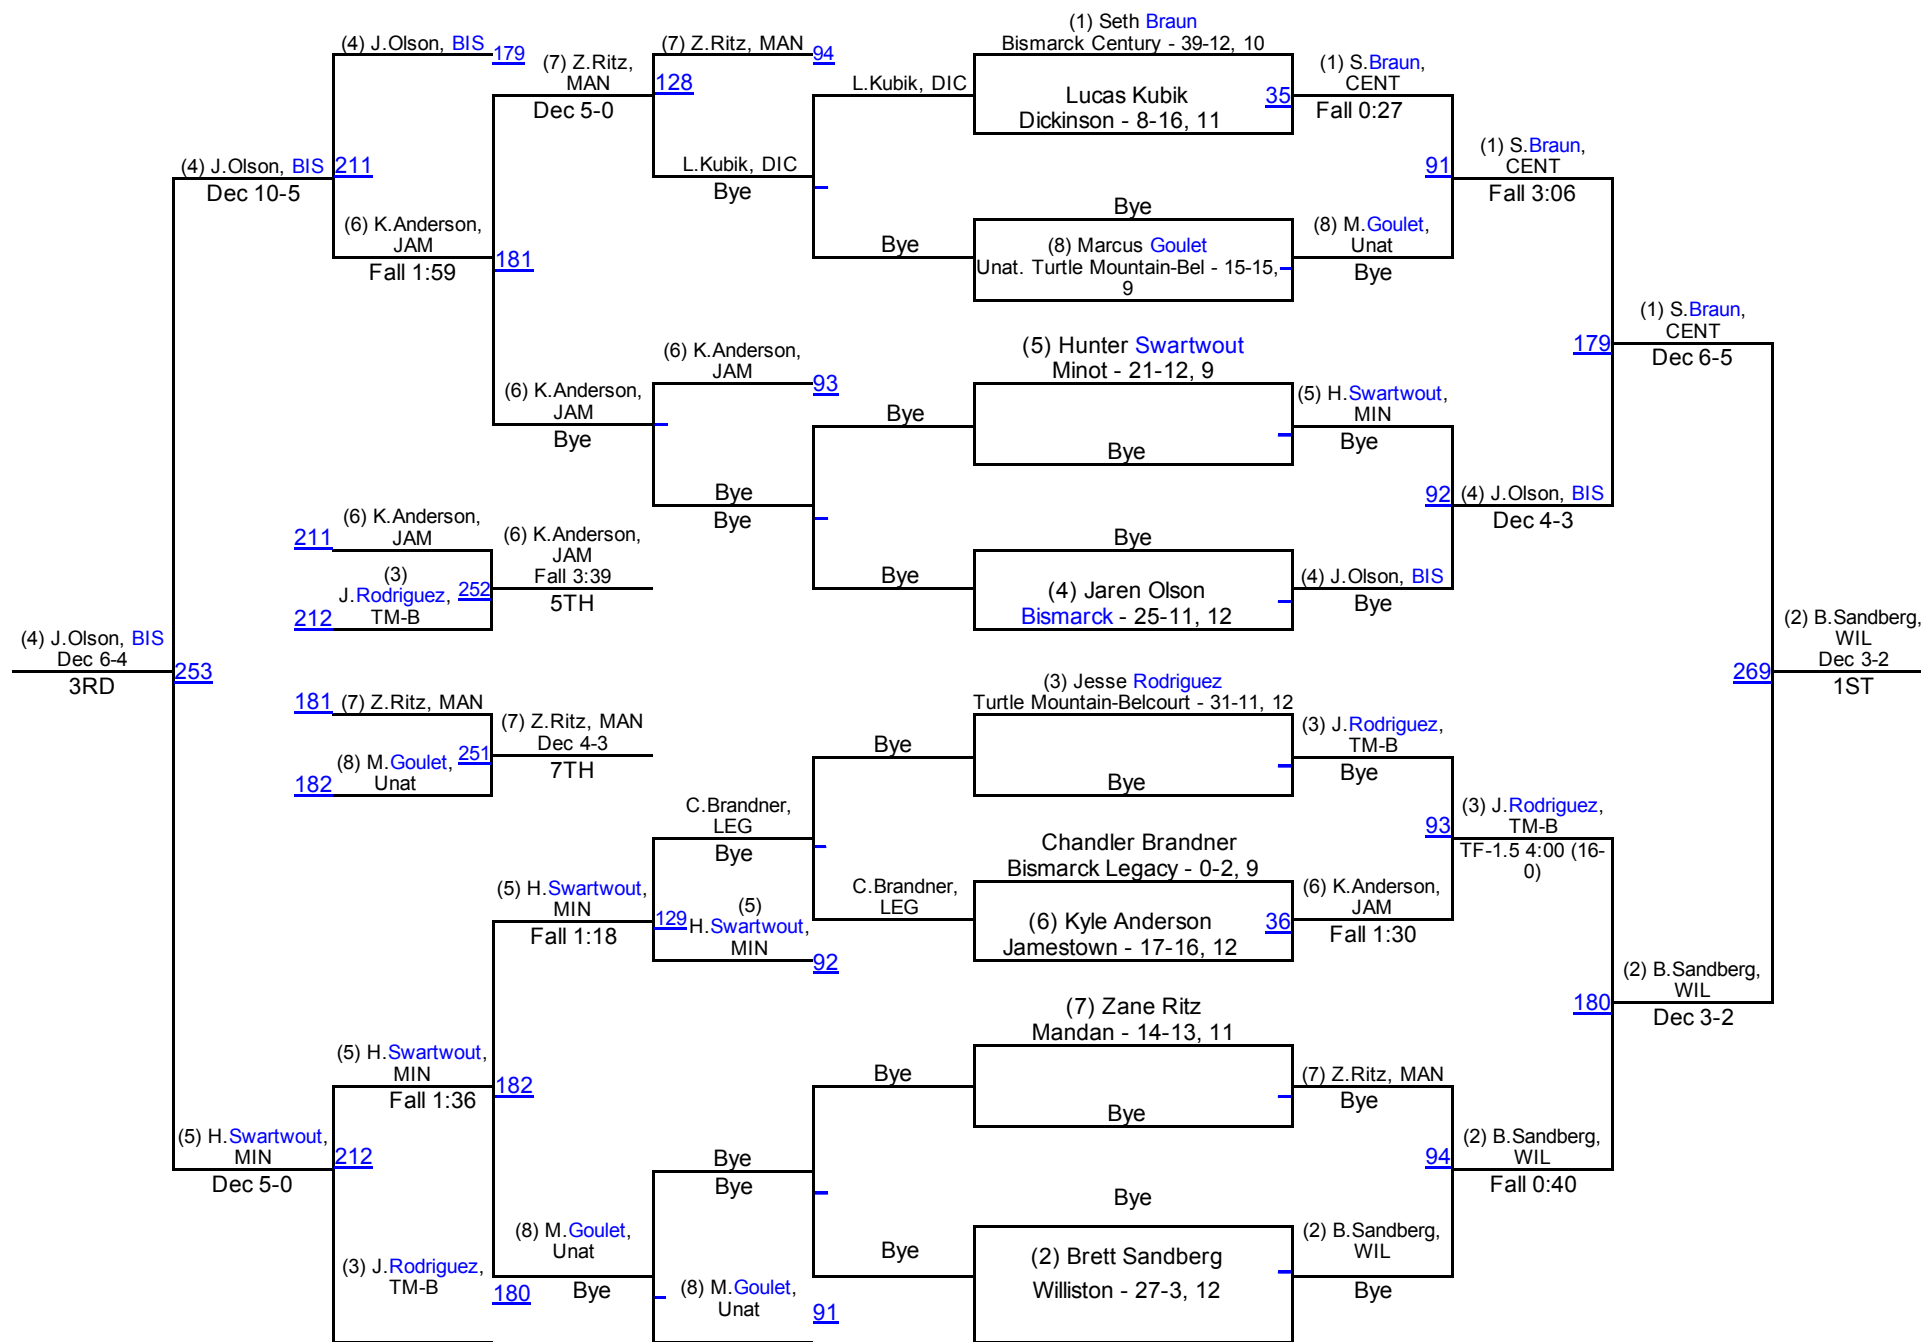 (1) Seth Braun
Bismarck Century - 39-12, 10
(4) J.Olson, BIS
179
(7) Z.Ritz, MAN
94
(7) Z.Ritz,
MAN
128
Dec 5-0
L.Kubik, DIC
Lucas Kubik
Dickinson - 8-16, 11
35
(1) S.Braun,
CENT
Fall 0:27
(4) J.Olson, BIS
211
Dec 10-5
L.Kubik, DIC
Bye
91
(1) S.Braun,
CENT
Fall 3:06
(6) K.Anderson,
JAM
Fall 1:59
181
Bye
Bye
(8) Marcus Goulet
Unat. Turtle Mountain-Bel - 15-15,
9
(8) M.Goulet,
Unat
Bye
(1) S.Braun,
CENT
179
Dec 6-5
(6) K.Anderson,
JAM
93
(5) Hunter Swartwout
Minot - 21-12, 9
(6) K.Anderson,
JAM
Bye
Bye
Bye
(5) H.Swartwout,
MIN
Bye
Bye
Bye
92
(4) J.Olson, BIS
Dec 4-3
211
(6) K.Anderson,
JAM
(6) K.Anderson,
JAM
Fall 3:39
5TH
(3)
J.Rodriguez,
TM-B
252
212
Bye
Bye
(4) Jaren Olson
Bismarck - 25-11, 12
(4) J.Olson, BIS
Bye
(4) J.Olson, BIS
Dec 6-4
3RD
253
(2) B.Sandberg,
WIL
Dec 3-2
1ST
269
181
(7) Z.Ritz, MAN
(7) Z.Ritz, MAN
Dec 4-3
7TH
(8) M.Goulet,
Unat
251
182
(3) Jesse Rodriguez
Turtle Mountain-Belcourt - 31-11, 12
Bye
Bye
(3) J.Rodriguez,
TM-B
Bye
C.Brandner,
LEG
Bye
93
(3) J.Rodriguez,
TM-B
TF-1.5 4:00 (16-
0)
Chandler Brandner
Bismarck Legacy - 0-2, 9
C.Brandner,
LEG
(6) Kyle Anderson
Jamestown - 17-16, 12
36
(6) K.Anderson,
JAM
Fall 1:30
(5) H.Swartwout,
MIN
Fall 1:18
129
(5)
H.Swartwout,
MIN
92
180
(2) B.Sandberg,
WIL
Dec 3-2
(7) Zane Ritz
Mandan - 14-13, 11
(5) H.Swartwout,
MIN
Fall 1:36
182
Bye
Bye
(7) Z.Ritz, MAN
Bye
(5) H.Swartwout,
MIN
Dec 5-0
212
Bye
Bye
94
(2) B.Sandberg,
WIL
Fall 0:40
Bye
(3) J.Rodriguez,
TM-B
180
(8) M.Goulet,
Unat
Bye
(8) M.Goulet,
Unat
91
Bye
(2) Brett Sandberg
Williston - 27-3, 12
(2) B.Sandberg,
WIL
Bye